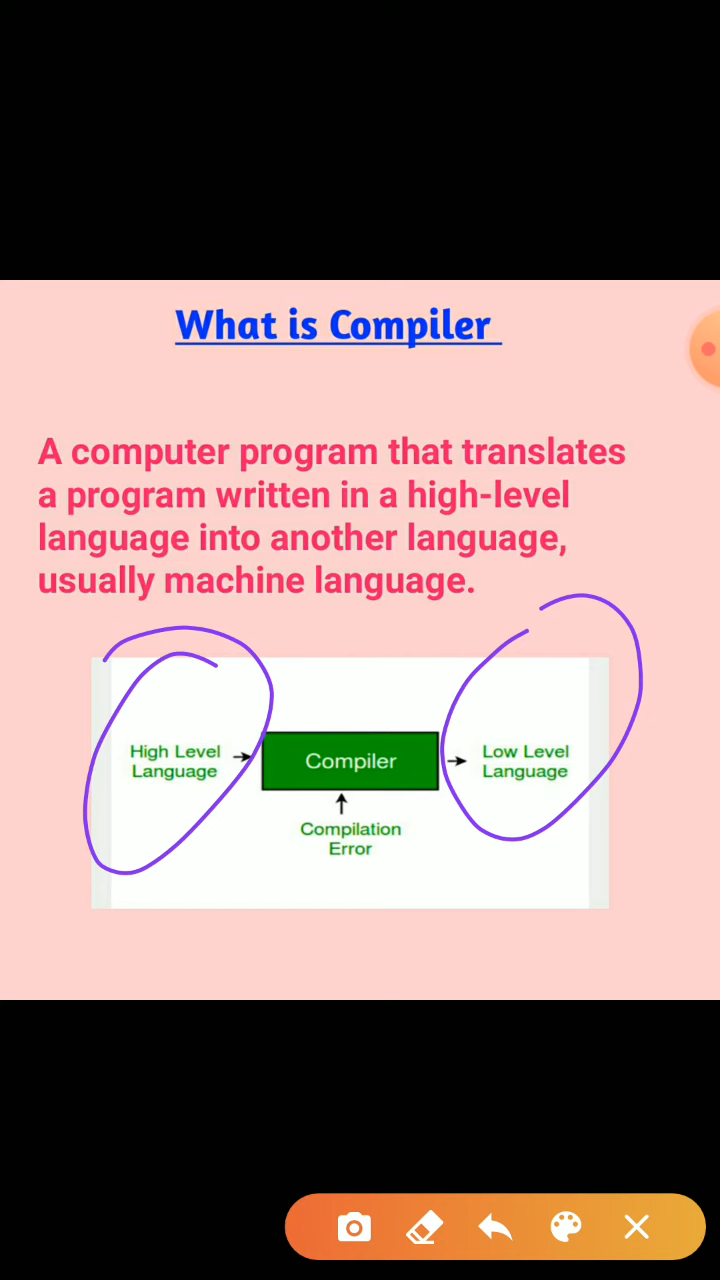 What is Compiler
A computer program that translates
a program written in a high-level
language into another language,
usually machine language.
High Level
Language
Compiler
Low Level
Language
Compilation
Error